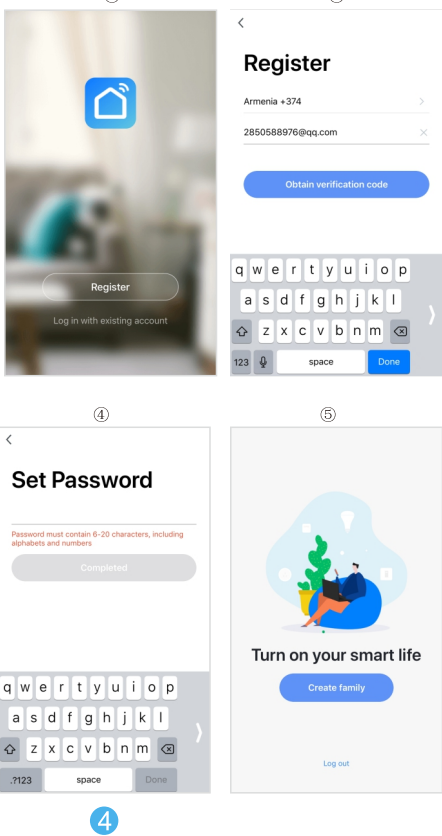 Register
Log in with existing account
Register
Armenia +374
2850588976@qq.com
Obtain verification code
q w e r t y u i o p
a s d f g h j k l
z x c v b n m
123 space Done
④
⑤
Set Password
Password must contain 6-20 characters, including
alphabets and numbers
Completed
q w e r t y u i o p
a s d f g h j k l
z x c v b n m
.?123 space Done
Turn on your smart life
Create family
Log out
4